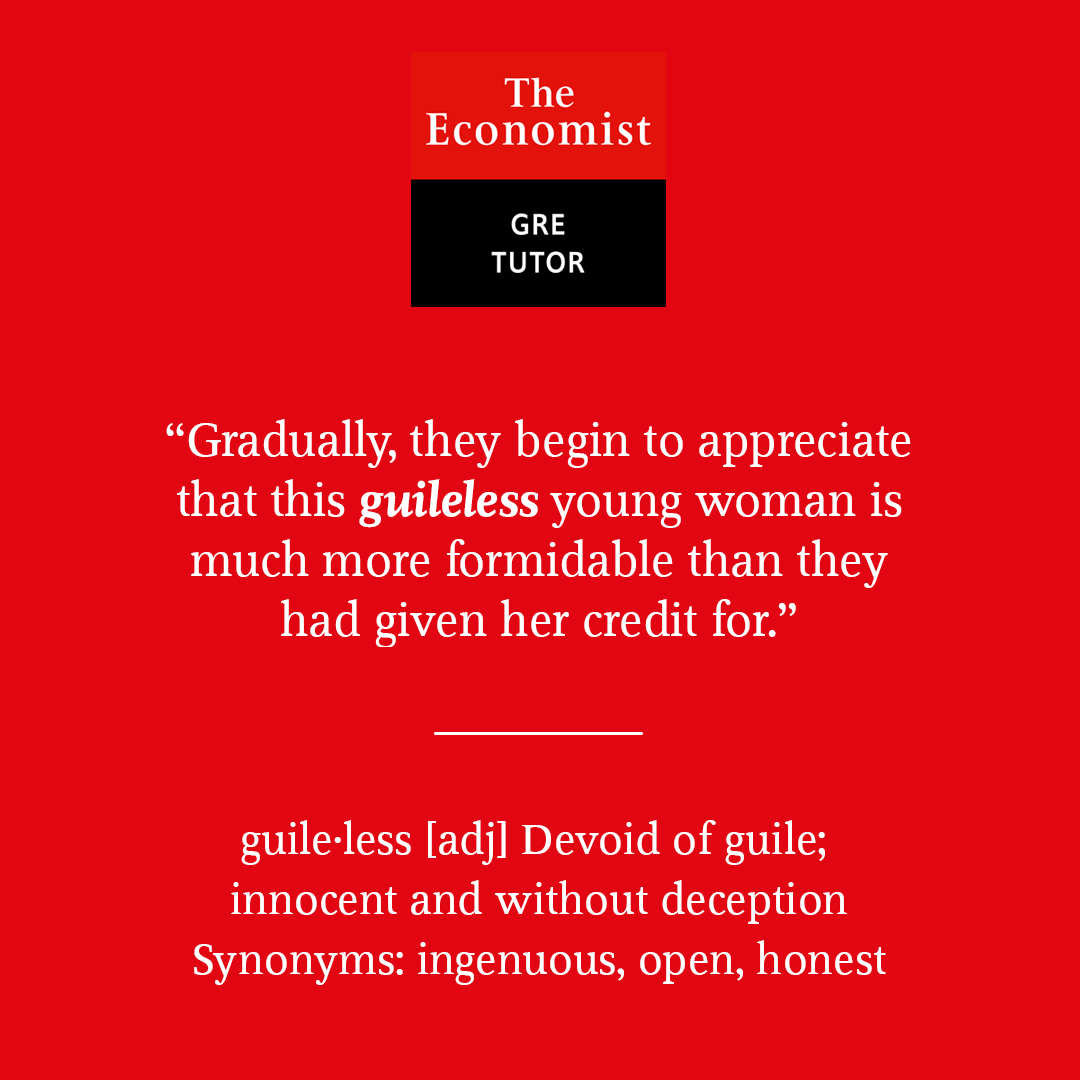 The
Economist
GRE
TUTOR
“Gradually, they begin to appreciate
that this guileless young woman is
much more formidable than they
had given her credit for.”
guile·less [adj] Devoid of guile;
innocent and without deception
Synonyms: ingenuous, open, honest